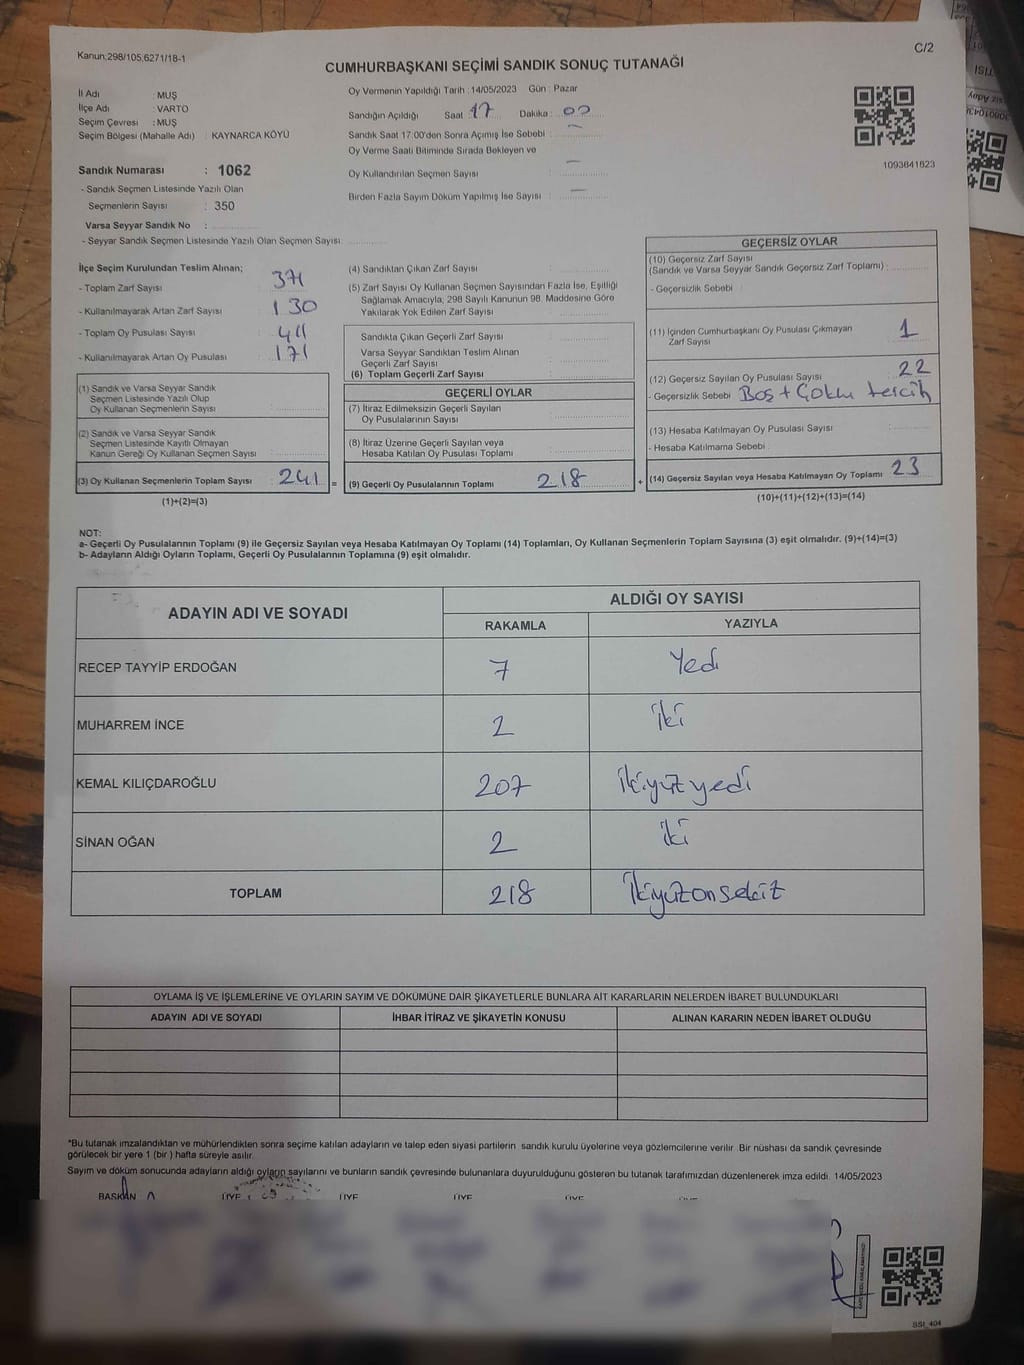 Kanun;298/105,6271/18-1
C/2
CUMHURBAŞKANI SEÇİMİ SANDIK SONUÇ TUTANAĞI
İl Adı : MUŞ
İlçe Adı : VARTO
Seçim Çevresi : MUŞ
Seçim Bölgesi (Mahalle Adı) : KAYNARCA KÖYÜ
Sandık Numarası : 1062
- Sandık Seçmen Listesinde Yazılı Olan
Seçmenlerin Sayısı : 350
Varsa Seyyar Sandık No :
- Seyyar Sandık Seçmen Listesinde Yazılı Olan Seçmen Sayısı:
Oy Vermenin Yapıldığı Tarih : 14/05/2023 Gün : Pazar
Sandığın Açıldığı Saat 17 Dakika : 00
Sandık Saat 17:00'den Sonra Açımış İse Sebebi : —
Oy Verme Saati Bitiminde Sırada Bekleyen ve
Oy Kullandırılan Seçmen Sayısı : —
Birden Fazla Sayım Döküm Yapılmış İse Sayısı : —
1093641623
İlçe Seçim Kurulundan Teslim Alınan;
- Toplam Zarf Sayısı 371
- Kullanılmayarak Artan Zarf Sayısı : 130
- Toplam Oy Pusulası Sayısı : 411
- Kullanılmayarak Artan Oy Pusulası : 171
(1) Sandık ve Varsa Seyyar Sandık
Seçmen Listesinde Yazılı Olup
Oy Kullanan Seçmenlerin Sayısı :
(2) Sandık ve Varsa Seyyar Sandık
Seçmen Listesinde Kayıtlı Olmayan
Kanun Gereği Oy Kullanan Seçmen Sayısı :
(3) Oy Kullanan Seçmenlerin Toplam Sayısı : 241
(1)+(2)=(3)
(4) Sandıktan Çıkan Zarf Sayısı :
(5) Zarf Sayısı Oy Kullanan Seçmen Sayısından Fazla İse, Eşitliği
Sağlamak Amacıyla, 298 Sayılı Kanunun 98. Maddesine Göre
Yakılarak Yok Edilen Zarf Sayısı :
Sandıkta Çıkan Geçerli Zarf Sayısı :
Varsa Seyyar Sandıktan Teslim Alınan
Geçerli Zarf Sayısı :
(6) Toplam Geçerli Zarf Sayısı :
GEÇERLİ OYLAR
(7) İtiraz Edilmeksizin Geçerli Sayılan
Oy Pusulalarının Sayısı :
(8) İtiraz Üzerine Geçerli Sayılan veya
Hesaba Katılan Oy Pusulası Toplamı :
= (9) Geçerli Oy Pusulalarının Toplamı : 218
GEÇERSİZ OYLAR
(10) Geçersiz Zarf Sayısı
(Sandık ve Varsa Seyyar Sandık Geçersiz Zarf Toplamı) :
- Geçersizlik Sebebi :
(11) İçinden Cumhurbaşkanı Oy Pusulası Çıkmayan
Zarf Sayısı : 1
(12) Geçersiz Sayılan Oy Pusulası Sayısı : 22
- Geçersizlik Sebebi Boş + Çoklu tercih
(13) Hesaba Katılmayan Oy Pusulası Sayısı :
- Hesaba Katılmama Sebebi :
+ (14) Geçersiz Sayılan veya Hesaba Katılmayan Oy Toplamı : 23
(10)+(11)+(12)+(13)=(14)
NOT:
a- Geçerli Oy Pusulalarının Toplamı (9) ile Geçersiz Sayılan veya Hesaba Katılmayan Oy Toplamı (14) Toplamları, Oy Kullanan Seçmenlerin Toplam Sayısına (3) eşit olmalıdır. (9)+(14)=(3)
b- Adayların Aldığı Oyların Toplamı, Geçerli Oy Pusulalarının Toplamına (9) eşit olmalıdır.
ADAYIN ADI VE SOYADI
ALDIĞI OY SAYISI
RAKAMLA YAZIYLA
RECEP TAYYİP ERDOĞAN 7 Yedi
MUHARREM İNCE 2 İki
KEMAL KILIÇDAROĞLU 207 İkiyüzyedi
SİNAN OĞAN 2 iki
TOPLAM 218 İkiyüzonsekiz
OYLAMA İŞ VE İŞLEMLERİNE VE OYLARIN SAYIM VE DÖKÜMÜNE DAİR ŞİKAYETLERLE BUNLARA AİT KARARLARIN NELERDEN İBARET BULUNDUKLARI
ADAYIN ADI VE SOYADI İHBAR İTİRAZ VE ŞİKAYETİN KONUSU ALINAN KARARIN NEDEN İBARET OLDUĞU
*Bu tutanak imzalandıktan ve mühürlendikten sonra seçime katılan adayların ve talep eden siyasi partilerin sandık kurulu üyelerine veya gözlemcilerine verilir. Bir nüshası da sandık çevresinde
görülecek bir yere 1 (bir ) hafta süreyle asılır.
Sayım ve döküm sonucunda adayların aldığı oyların sayılarını ve bunların sandık çevresinde bulunanlara duyurulduğunu gösteren bu tutanak tarafımızdan düzenlenerek imza edildi. 14/05/2023
BAŞKAN ÜYE ÜYE ÜYE ÜYE ÜYE
SSI_404